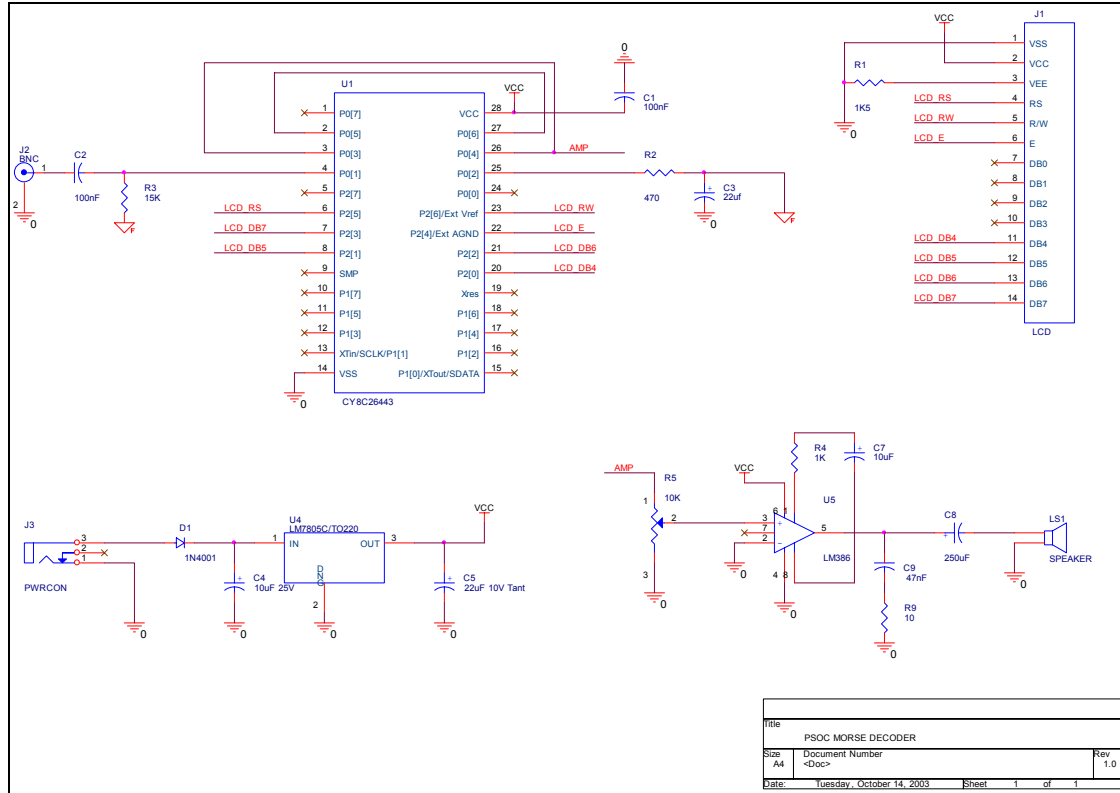 J1
VCC
1 VSS
2 VCC
3 VEE
4 RS
5 R/W
6 E
7 DB0
8 DB1
9 DB2
10 DB3
11 DB4
12 DB5
13 DB6
14 DB7
LCD
R1
1K5
0
LCD_RS
LCD_RW
LCD_E
LCD_DB4
LCD_DB5
LCD_DB6
LCD_DB7
0
C1
100nF
VCC
U1
1 P0[7] VCC 28
2 P0[5] P0[6] 27
3 P0[3] P0[4] 26 AMP
4 P0[1] P0[2] 25
5 P2[7] P0[0] 24
LCD_RS 6 P2[5] P2[6]/Ext Vref 23 LCD_RW
LCD_DB7 7 P2[3] P2[4]/Ext AGND 22 LCD_E
LCD_DB5 8 P2[1] P2[2] 21 LCD_DB6
9 SMP P2[0] 20 LCD_DB4
10 P1[7] Xres 19
11 P1[5] P1[6] 18
12 P1[3] P1[4] 17
13 XTin/SCLK/P1[1] P1[2] 16
14 VSS P1[0]/XTout/SDATA 15
0
CY8C26443
J2
BNC
1
2
0
C2
100nF
R3
15K
R2
470
C3
22uf
0
J3
3
2
1
PWRCON
0
D1
1N4001
C4
10uF 25V
0
U4
LM7805C/TO220
1 IN OUT 3
GND
2
0
VCC
C5
22uF 10V Tant
0
AMP
R5
10K
1
2
3
0
VCC
R4
1K
C7
10uF
U5
6 1
3 +
7
2 -
5
4 8
LM386
0
0
C8
250uF
C9
47nF
R9
10
0
LS1
SPEAKER
0
Title
PSOC MORSE DECODER
Size Document Number Rev
A4 <Doc> 1.0
Date: Tuesday, October 14, 2003 Sheet 1 of 1